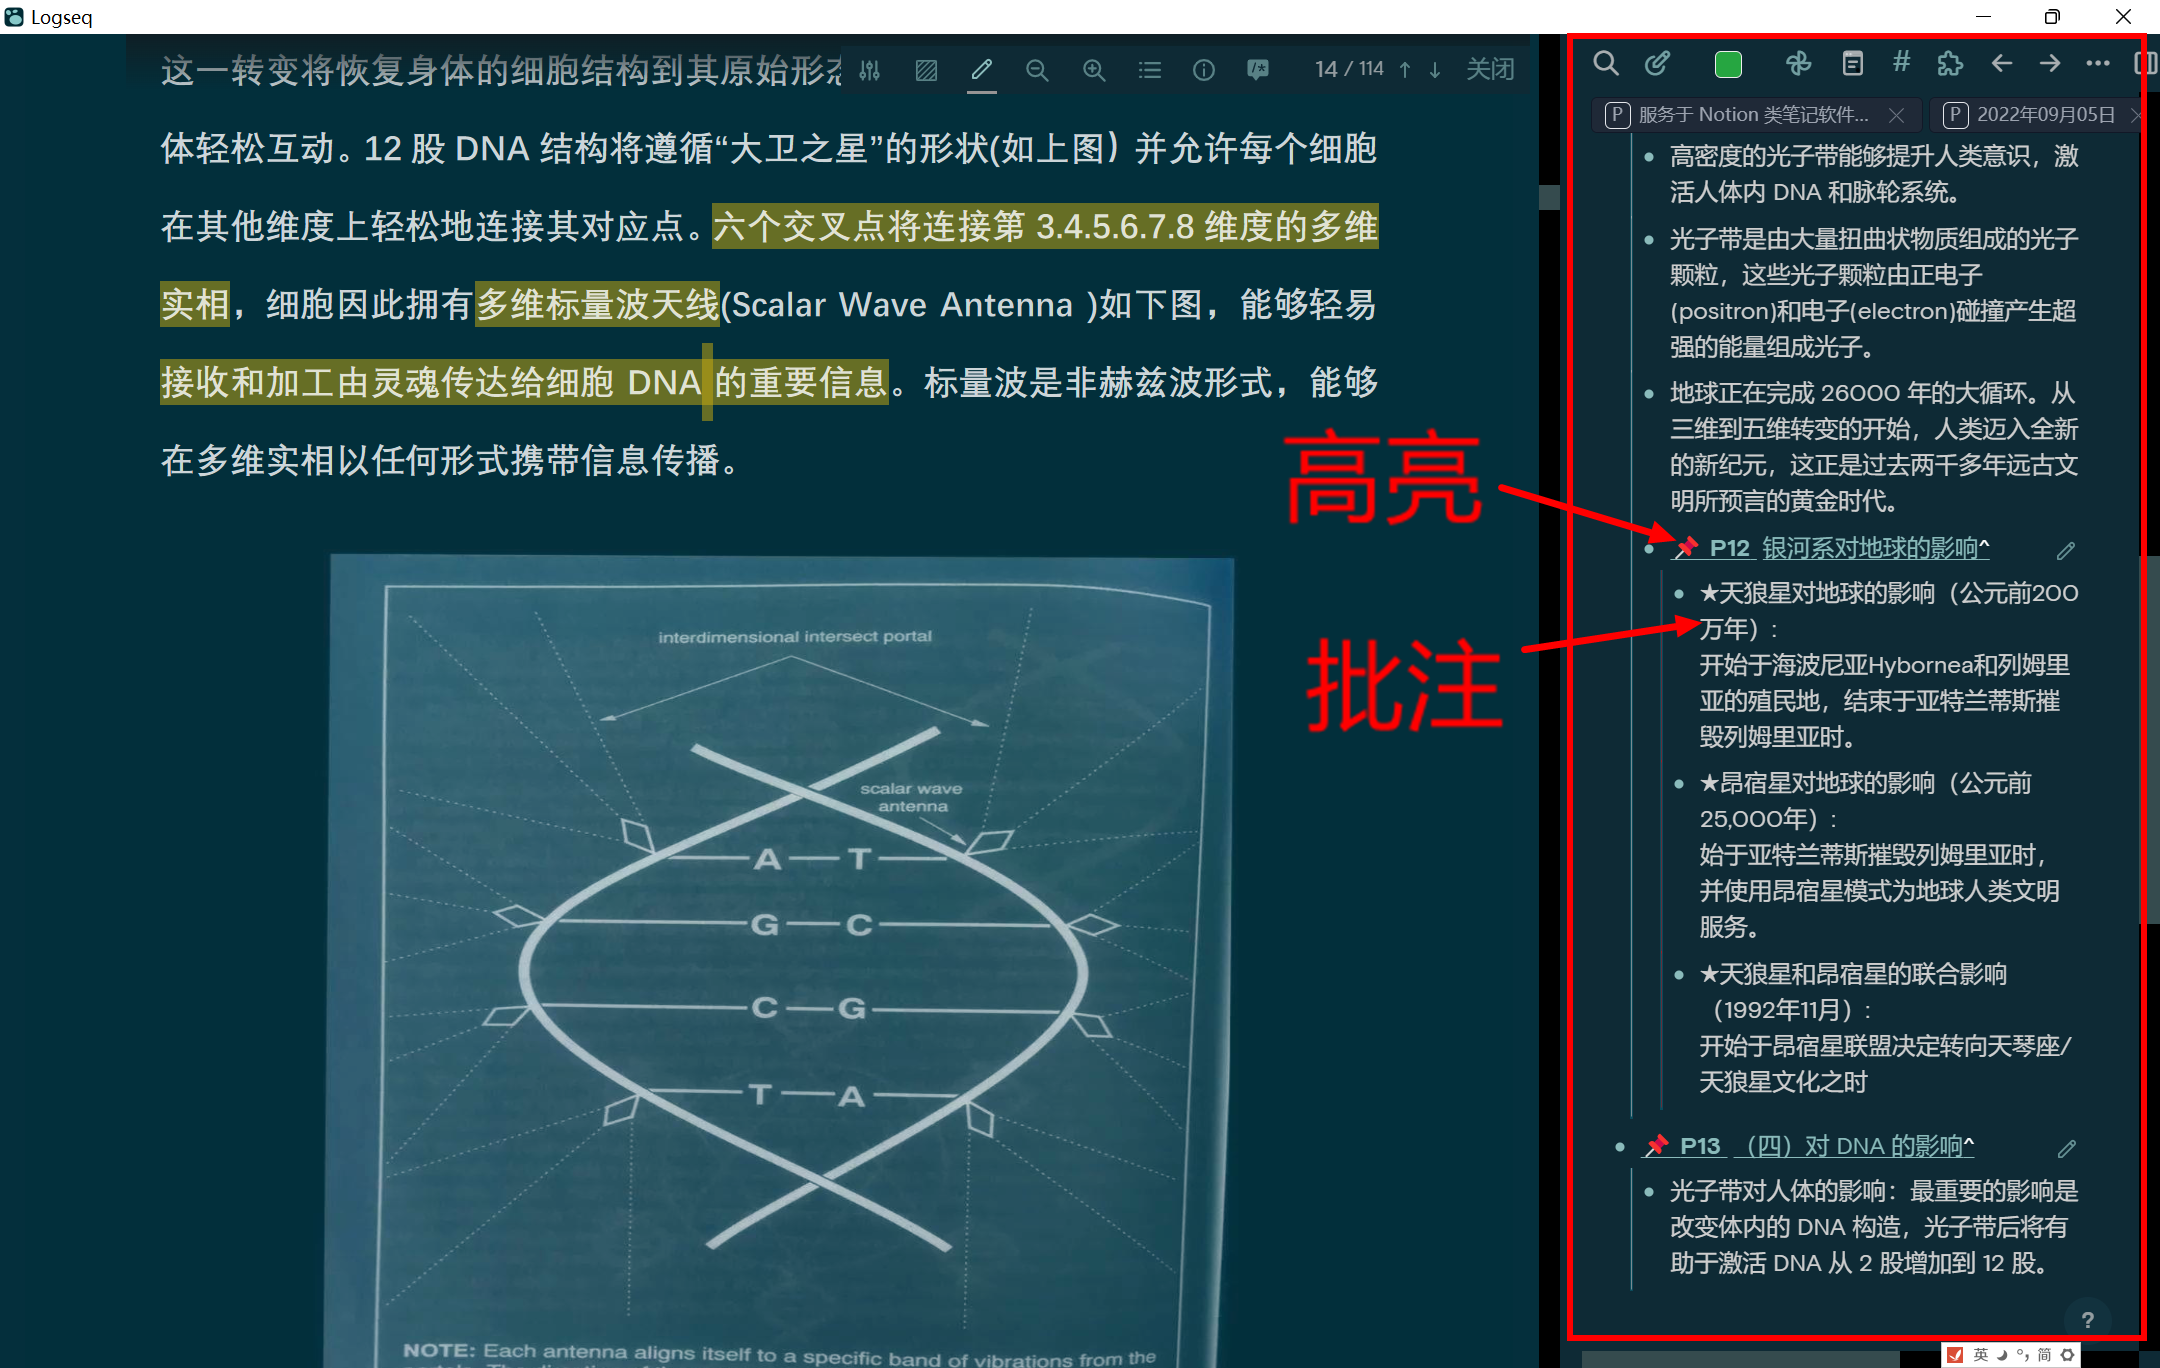 Logseq
这一转变将恢复身体的细胞结构到其原始形态
14 / 114 ↑ ↓ 关闭
体轻松互动。12 股 DNA 结构将遵循“大卫之星”的形状(如上图）并允许每个细胞
在其他维度上轻松地连接其对应点。六个交叉点将连接第 3.4.5.6.7.8 维度的多维
实相，细胞因此拥有多维标量波天线(Scalar Wave Antenna )如下图，能够轻易
接收和加工由灵魂传达给细胞 DNA 的重要信息。标量波是非赫兹波形式，能够
在多维实相以任何形式携带信息传播。
interdimensional intersect portal
scalar wave
antenna
A T
G C
C G
T A
NOTE: Each antenna aligns itself to a specific band of vibrations from the
高亮
批注
P 服务于 Notion 类笔记软件...
P 2022年09月05日
高密度的光子带能够提升人类意识，激
活人体内 DNA 和脉轮系统。
光子带是由大量扭曲状物质组成的光子
颗粒，这些光子颗粒由正电子
(positron)和电子(electron)碰撞产生超
强的能量组成光子。
地球正在完成 26000 年的大循环。从
三维到五维转变的开始，人类迈入全新
的新纪元，这正是过去两千多年远古文
明所预言的黄金时代。
📌 P12 银河系对地球的影响^
★天狼星对地球的影响（公元前200
万年）:
开始于海波尼亚Hybornea和列姆里
亚的殖民地，结束于亚特兰蒂斯摧
毁列姆里亚时。
★昂宿星对地球的影响（公元前
25,000年）:
始于亚特兰蒂斯摧毁列姆里亚时，
并使用昂宿星模式为地球人类文明
服务。
★天狼星和昂宿星的联合影响
（1992年11月）:
开始于昂宿星联盟决定转向天琴座/
天狼星文化之时
📌 P13 （四）对 DNA 的影响^
光子带对人体的影响：最重要的影响是
改变体内的 DNA 构造，光子带后将有
助于激活 DNA 从 2 股增加到 12 股。
?
英 简